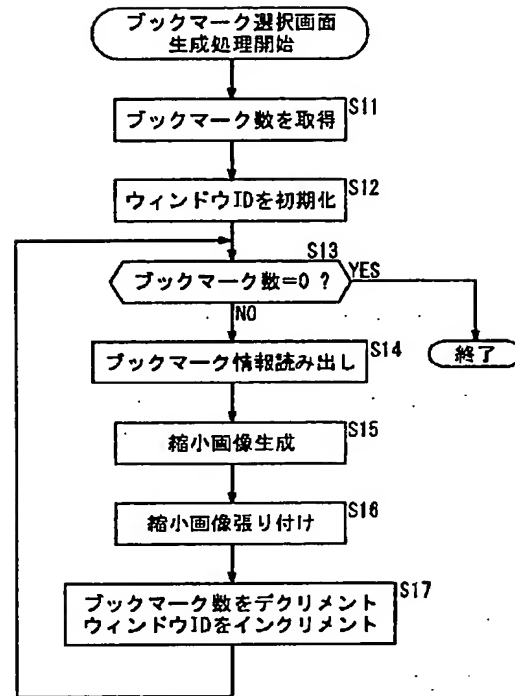 ブックマーク選択画面
生成処理開始
S11
ブックマーク数を取得
S12
ウィンドウIDを初期化
S13
ブックマーク数=0 ?
YES
NO
終了
S14
ブックマーク情報読み出し
S15
縮小画像生成
S16
縮小画像張り付け
S17
ブックマーク数をデクリメント
ウィンドウIDをインクリメント